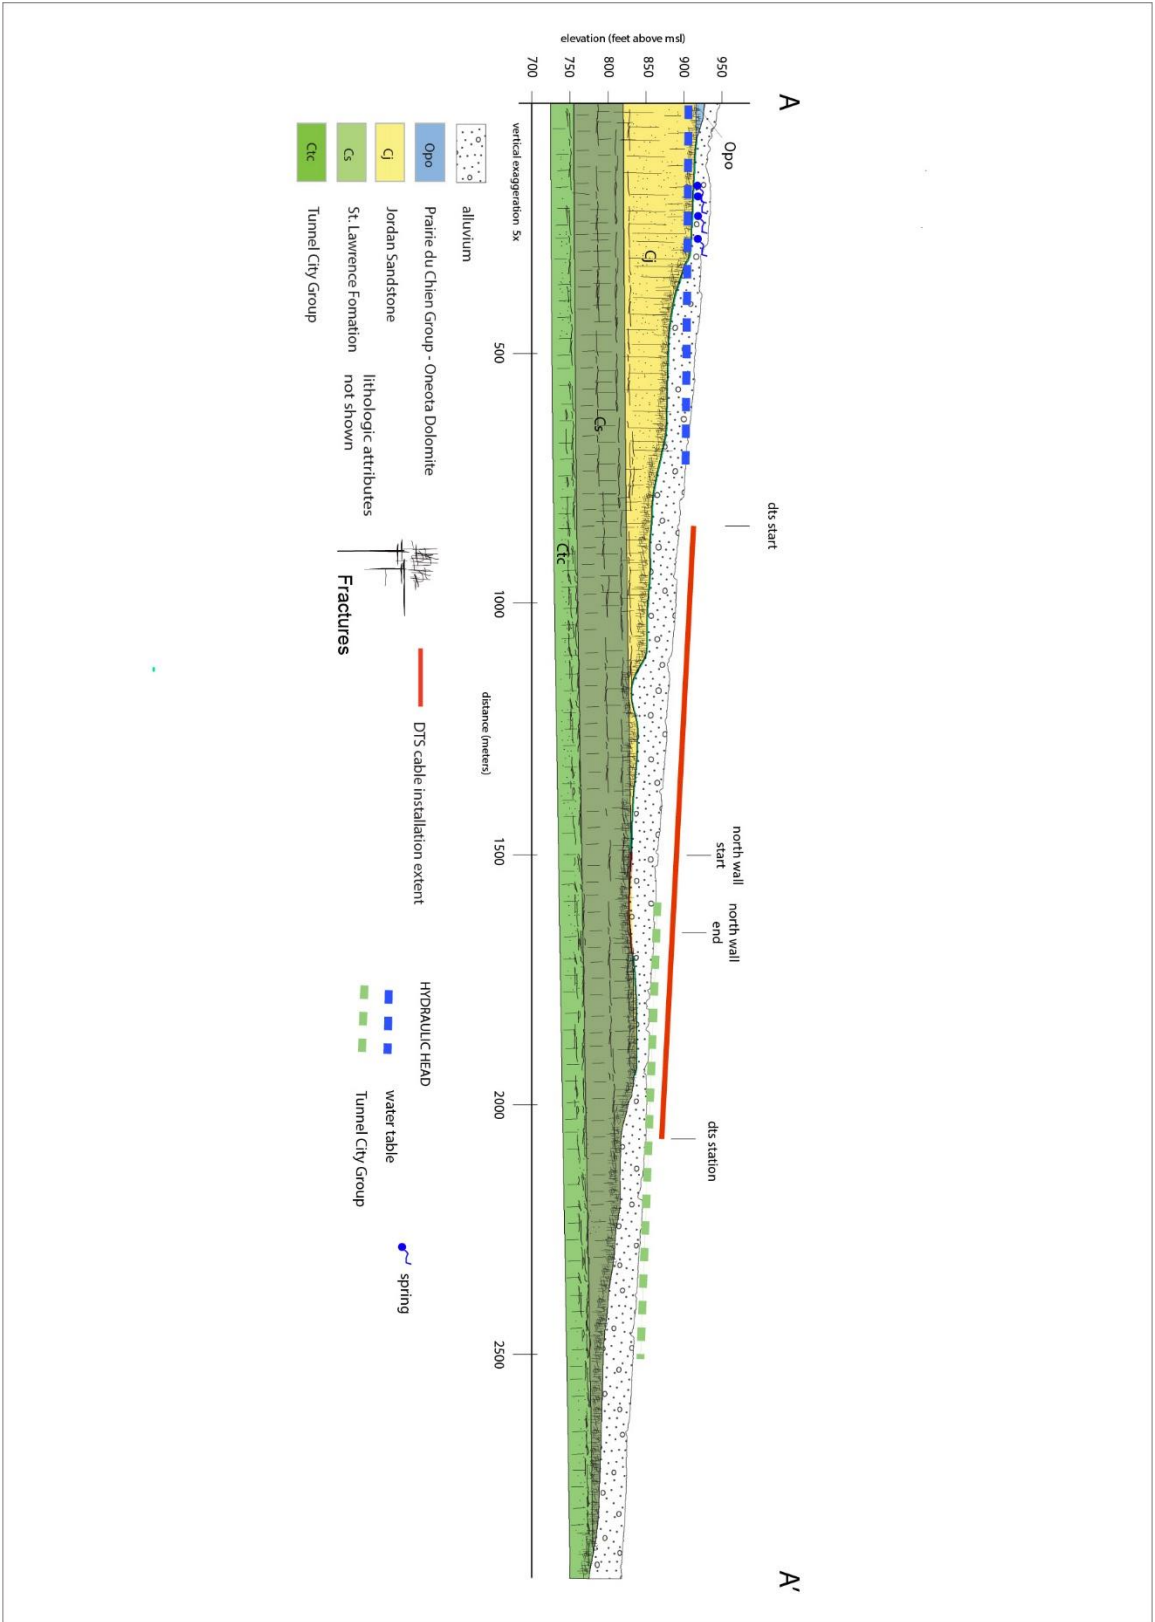 A
A′
elevation (feet above msl)
950
900
850
800
750
700
Opo
Cj
Cs
Ctc
dts start
north wall
start
north wall
end
dts station
500
1000
1500
2000
2500
vertical exaggeration 5x
distance (meters)
alluvium
Opo
Prairie du Chien Group - Oneota Dolomite
Cj
Jordan Sandstone
Cs
St. Lawrence Fomation
Ctc
Tunnel City Group
lithologic attributes
not shown
Fractures
DTS cable installation extent
HYDRAULIC HEAD
water table
Tunnel City Group
spring